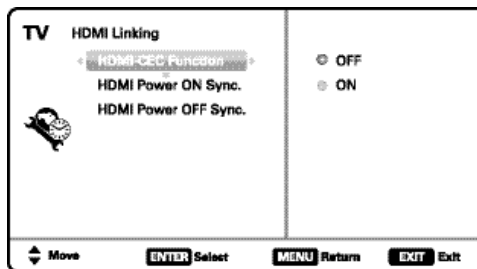 TV HDMI Linking
HDMI-CEC Function
OFF
HDMI Power ON Sync.
ON
HDMI Power OFF Sync.
Move ENTER Select MENU Return EXIT Exit